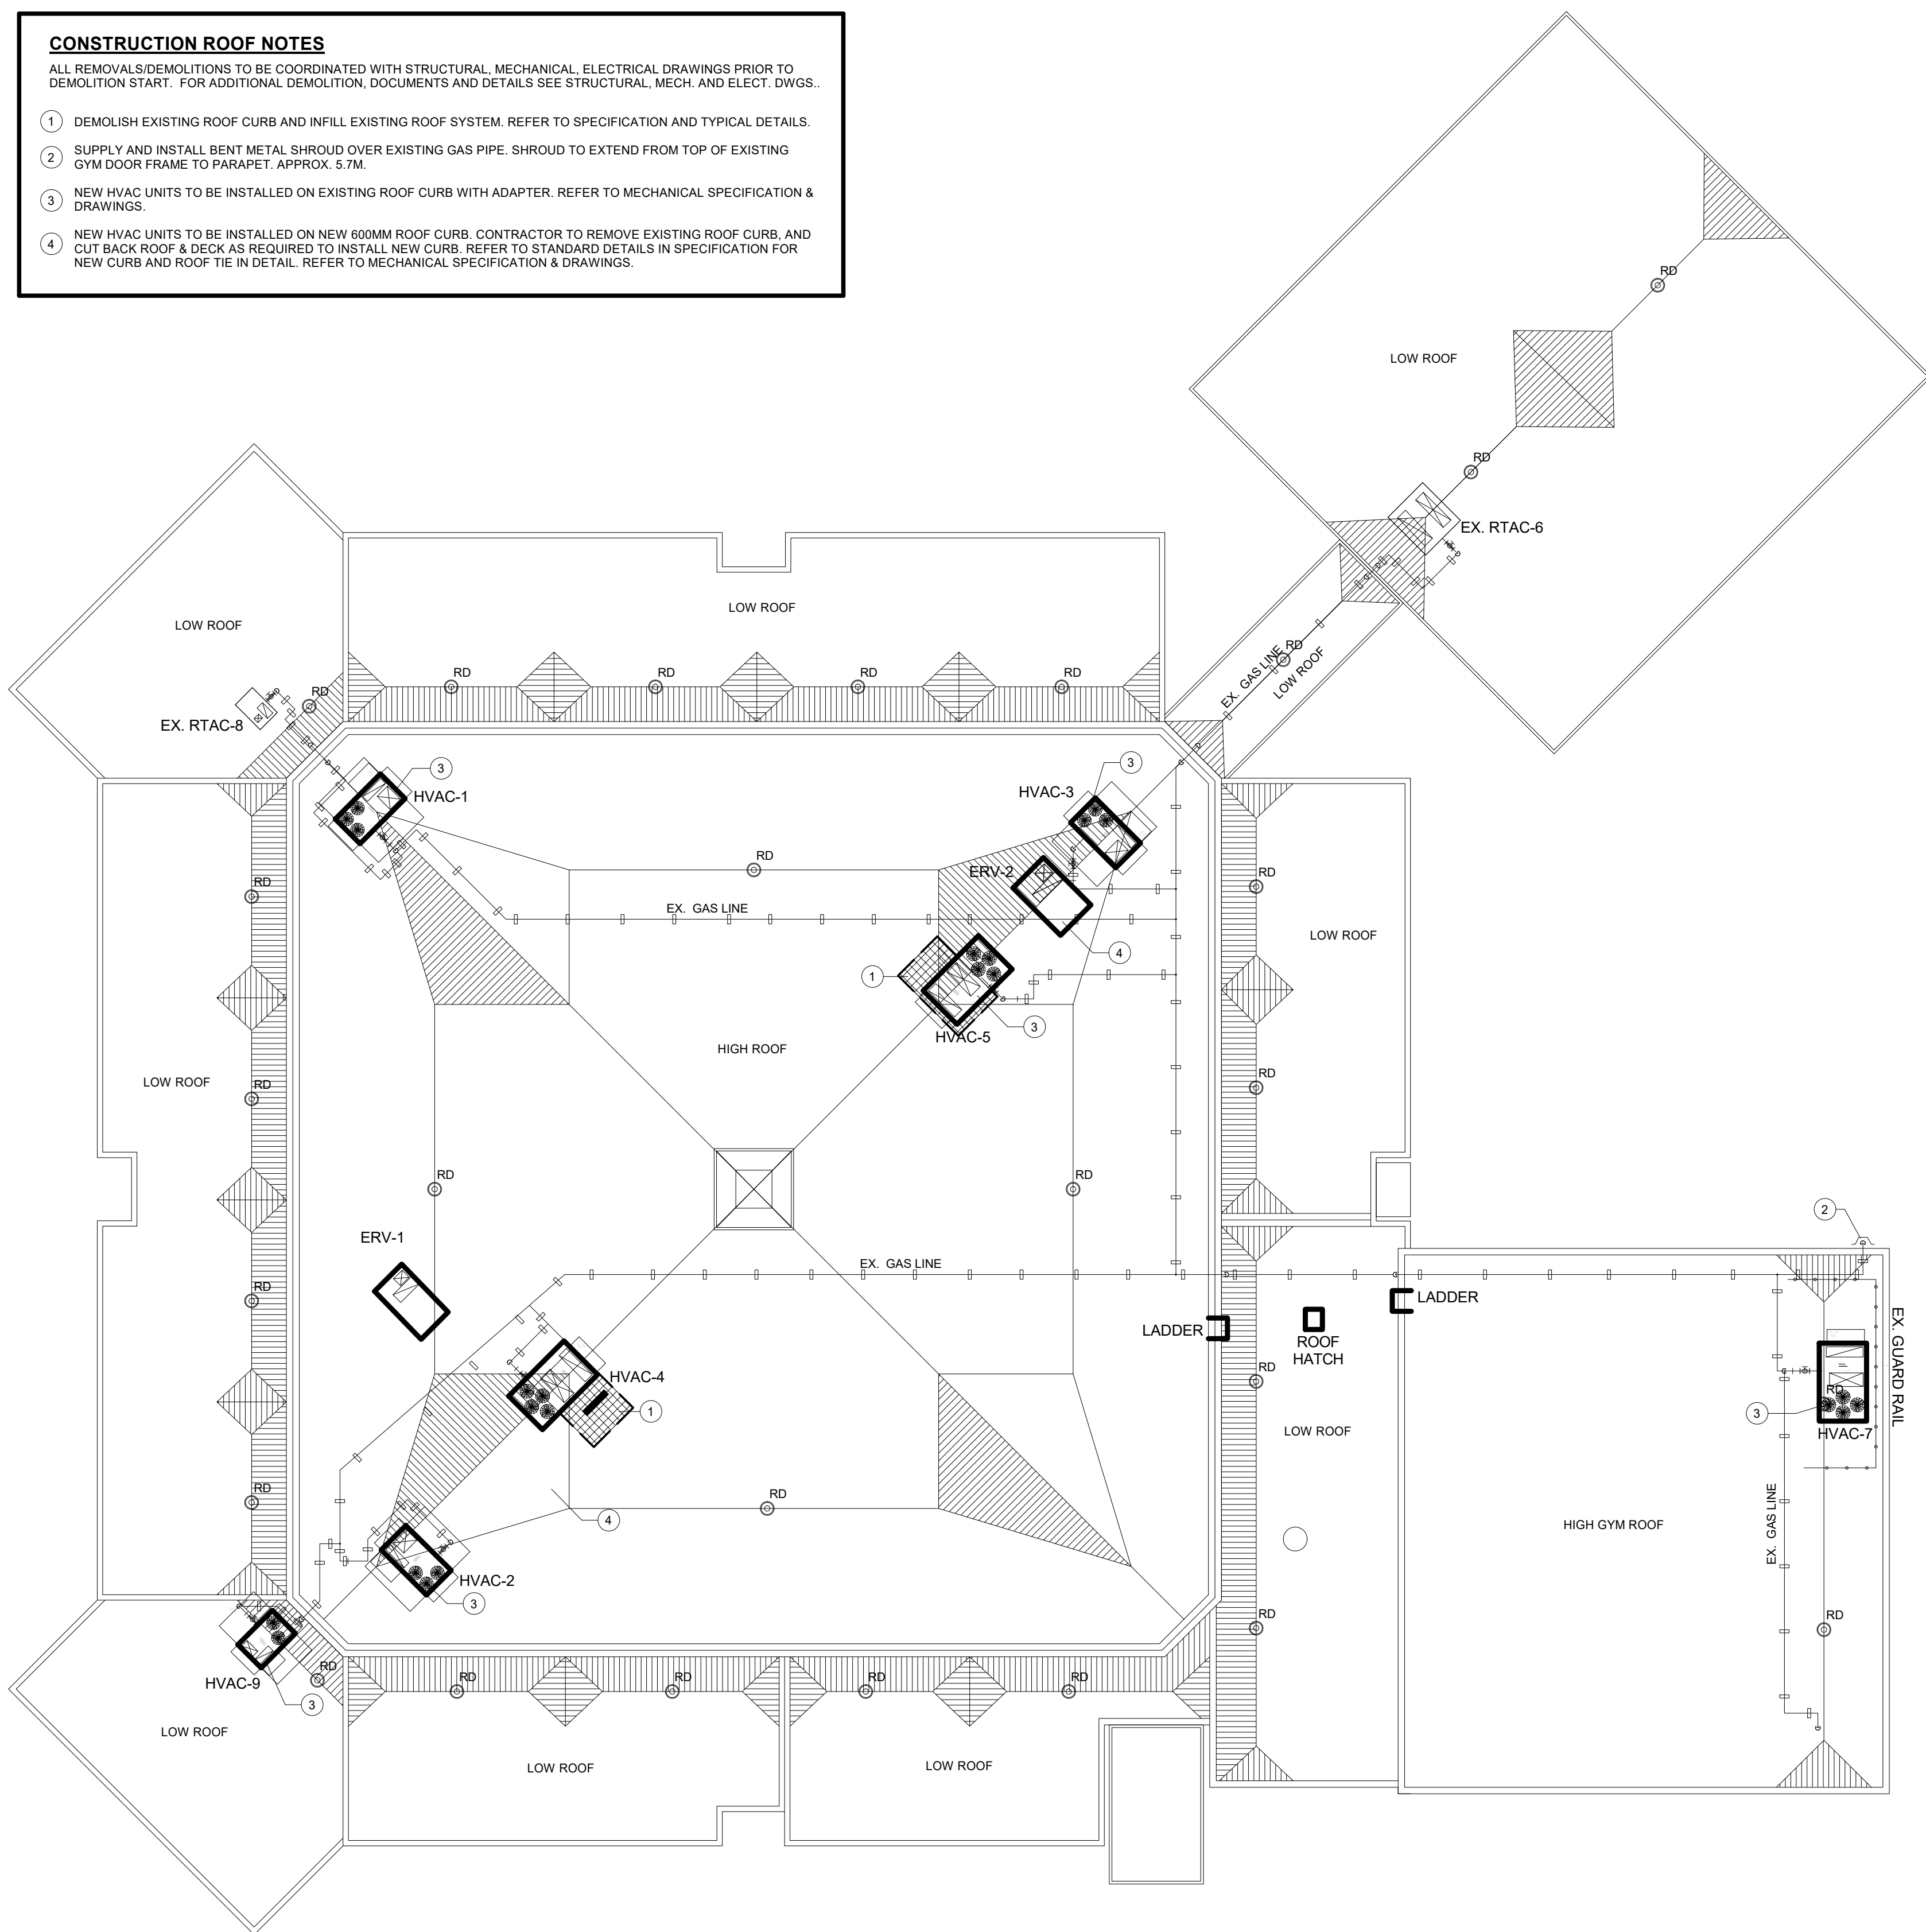 CONSTRUCTION ROOF NOTES
ALL REMOVALS/DEMOLITIONS TO BE COORDINATED WITH STRUCTURAL, MECHANICAL, ELECTRICAL DRAWINGS PRIOR TO
DEMOLITION START. FOR ADDITIONAL DEMOLITION, DOCUMENTS AND DETAILS SEE STRUCTURAL, MECH. AND ELECT. DWGS..
1 DEMOLISH EXISTING ROOF CURB AND INFILL EXISTING ROOF SYSTEM. REFER TO SPECIFICATION AND TYPICAL DETAILS.
2 SUPPLY AND INSTALL BENT METAL SHROUD OVER EXISTING GAS PIPE. SHROUD TO EXTEND FROM TOP OF EXISTING
GYM DOOR FRAME TO PARAPET. APPROX. 5.7M.
3 NEW HVAC UNITS TO BE INSTALLED ON EXISTING ROOF CURB WITH ADAPTER. REFER TO MECHANICAL SPECIFICATION &
DRAWINGS.
4 NEW HVAC UNITS TO BE INSTALLED ON NEW 600MM ROOF CURB. CONTRACTOR TO REMOVE EXISTING ROOF CURB, AND
CUT BACK ROOF & DECK AS REQUIRED TO INSTALL NEW CURB. REFER TO STANDARD DETAILS IN SPECIFICATION FOR
NEW CURB AND ROOF TIE IN DETAIL. REFER TO MECHANICAL SPECIFICATION & DRAWINGS.
RD
LOW ROOF
RD
EX. RTAC-6
LOW ROOF
LOW ROOF
RD
EX. GAS LINE
LOW ROOF
RD
RD
RD
RD
RD
EX. RTAC-8
3
HVAC-1
3
HVAC-3
RD
ERV-2
RD
RD
EX. GAS LINE
LOW ROOF
4
1
3
HVAC-5
HIGH ROOF
LOW ROOF
RD
RD
RD
RD
2
ERV-1
EX. GAS LINE
RD
LADDER
LADDER
ROOF
HATCH
EX. GUARD RAIL
HVAC-4
RD
RD
1
3
HVAC-7
LOW ROOF
RD
RD
4
EX. GAS LINE
HIGH GYM ROOF
HVAC-2
3
RD
RD
HVAC-9
RD
3
RD
RD
RD
RD
LOW ROOF
LOW ROOF
LOW ROOF